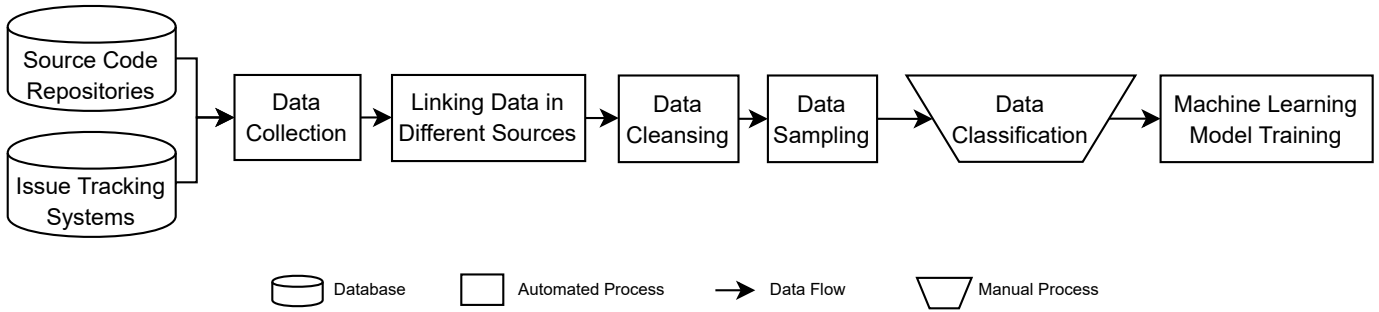 Source Code
Repositories
Issue Tracking
Systems
Data
Collection
Linking Data in
Different Sources
Data
Cleansing
Data
Sampling
Data
Classification
Machine Learning
Model Training
Database
Automated Process
Data Flow
Manual Process